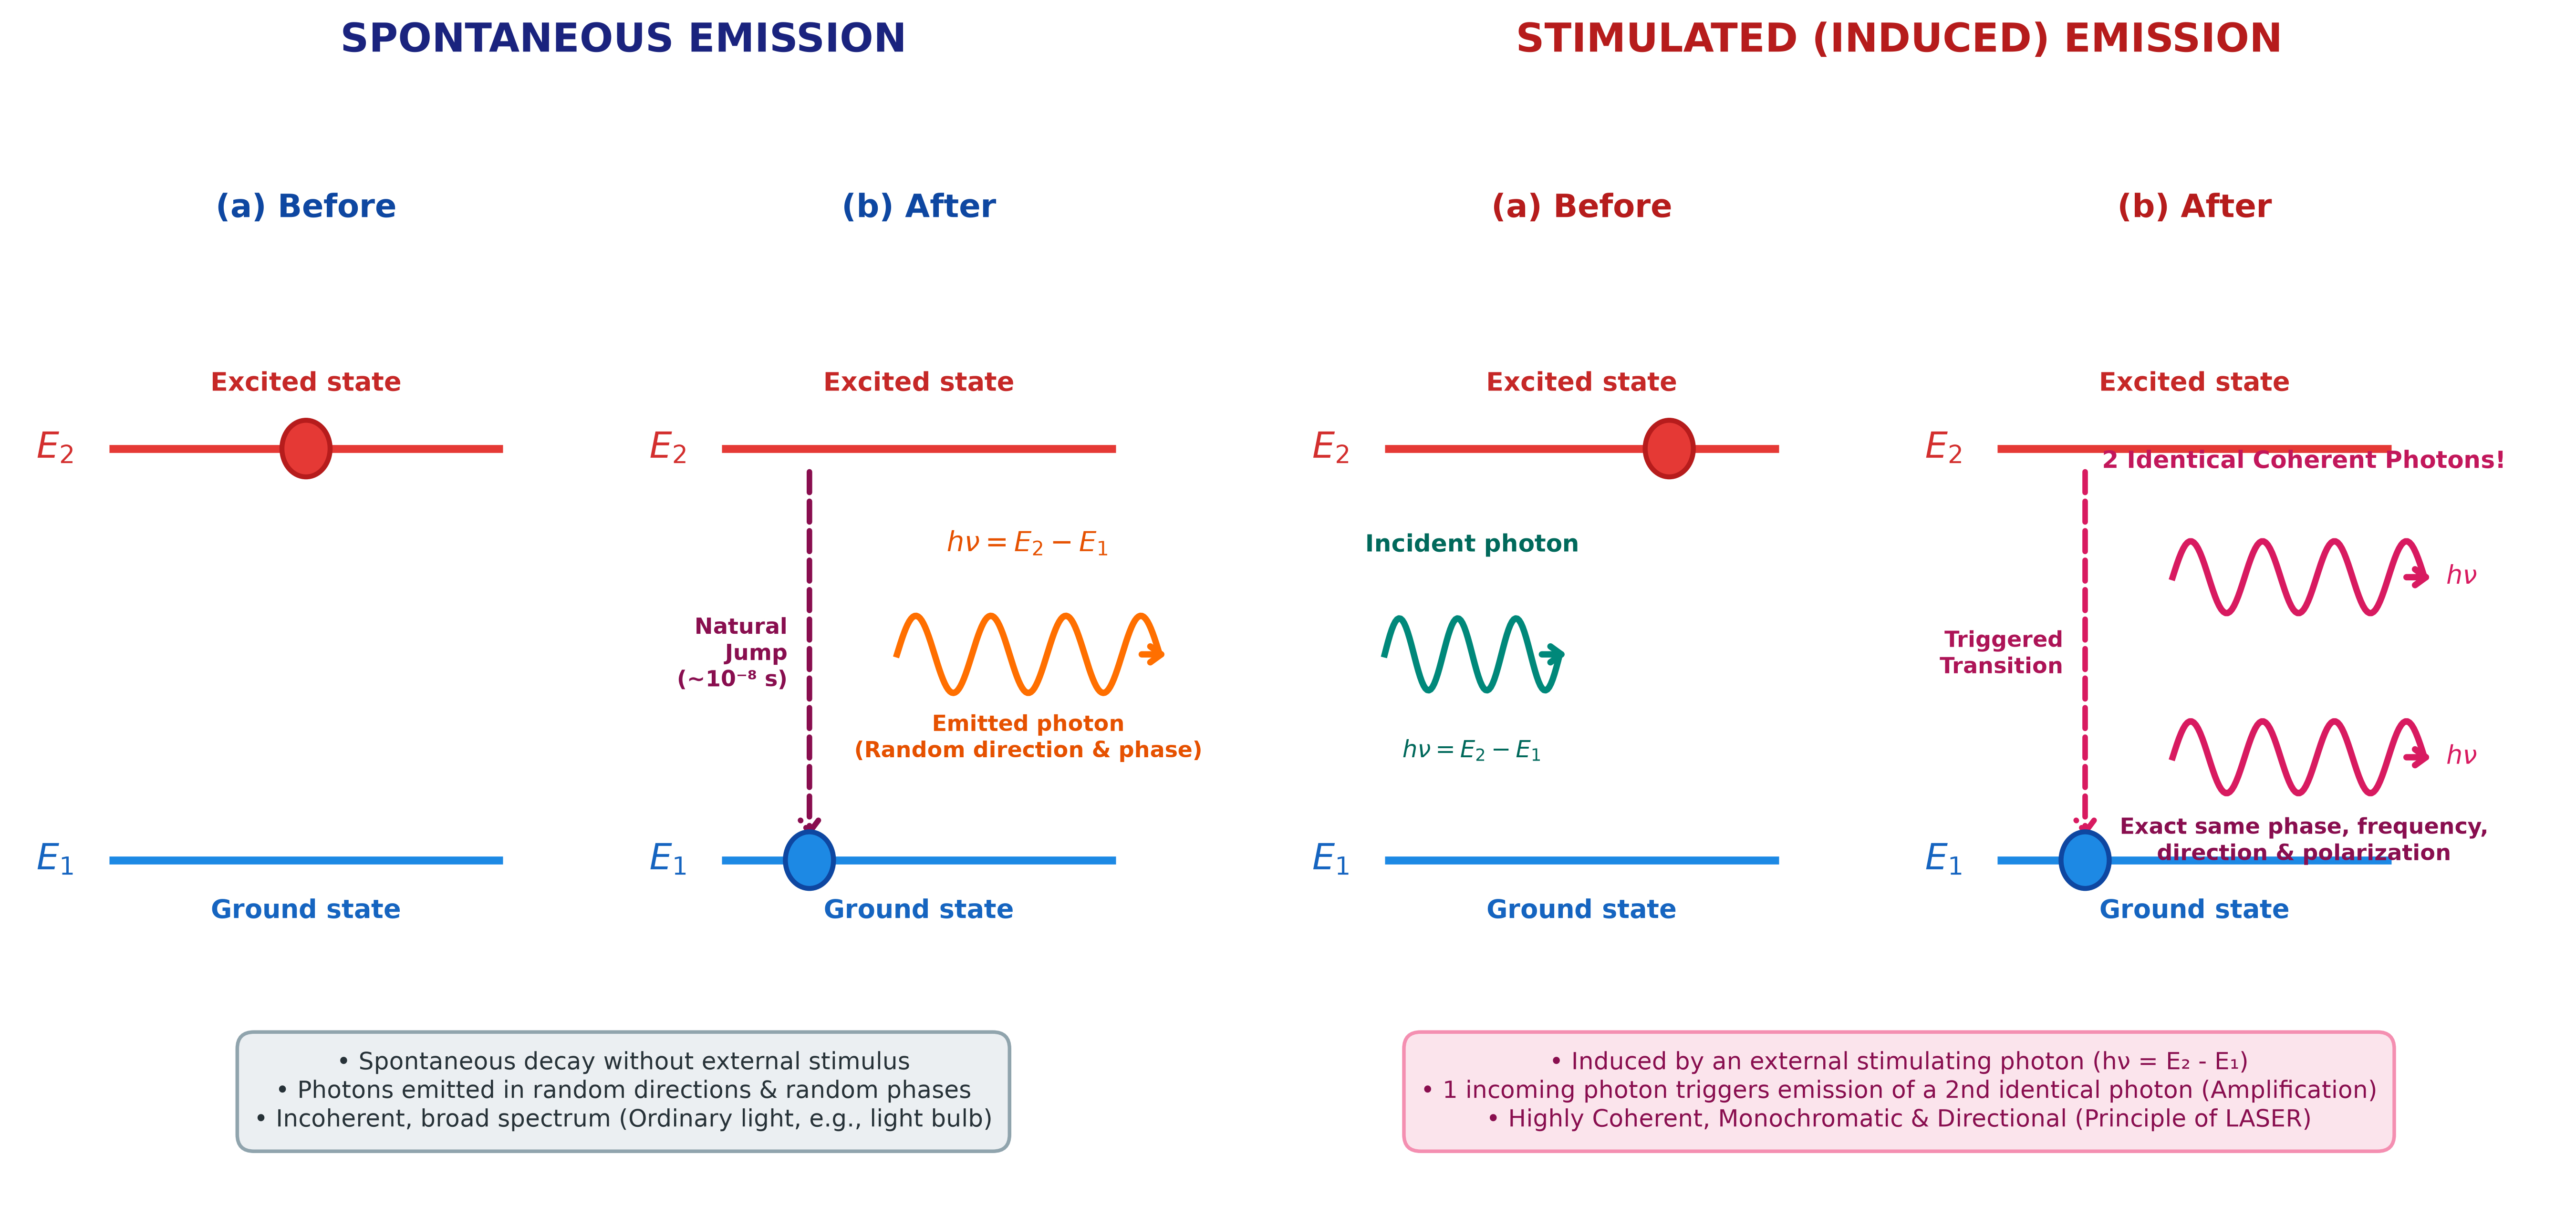 SPONTANEOUS EMISSION
(a) Before
(b) After
Excited state
E₂
Ground state
E₁
Excited state
E₂
hν = E₂ − E₁
Natural
Jump
(~10⁻⁸ s)
Emitted photon
(Random direction & phase)
E₁
Ground state
• Spontaneous decay without external stimulus
• Photons emitted in random directions & random phases
• Incoherent, broad spectrum (Ordinary light, e.g., light bulb)
STIMULATED (INDUCED) EMISSION
(a) Before
(b) After
Excited state
E₂
Incident photon
hν = E₂ − E₁
E₁
Ground state
Excited state
E₂
2 Identical Coherent Photons!
hν
Triggered
Transition
hν
Exact same phase, frequency,
direction & polarization
E₁
Ground state
• Induced by an external stimulating photon (hν = E₂ - E₁)
• 1 incoming photon triggers emission of a 2nd identical photon (Amplification)
• Highly Coherent, Monochromatic & Directional (Principle of LASER)